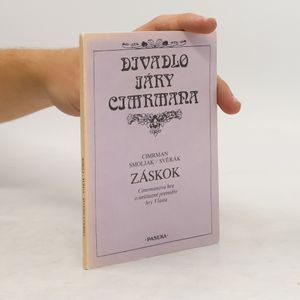 DIVADLO
JÁRY
CIMRMANA
CIMRMAN
SMOLJAK / SVĚRÁK
ZÁSKOK
Cimrmanova hra
o nešťastné premiéře
hry Vlasta
PASEKA